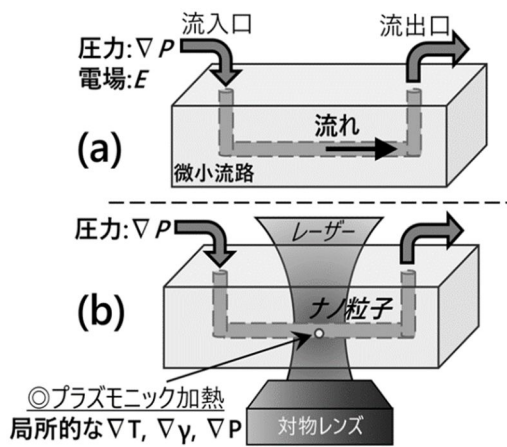 流入口
流出口
圧力:∇P
電場:E
(a)
流れ
微小流路
圧力:∇P
レーザー
(b)
ナノ粒子
◎プラズモニック加熱
局所的な∇T, ∇γ, ∇P
対物レンズ